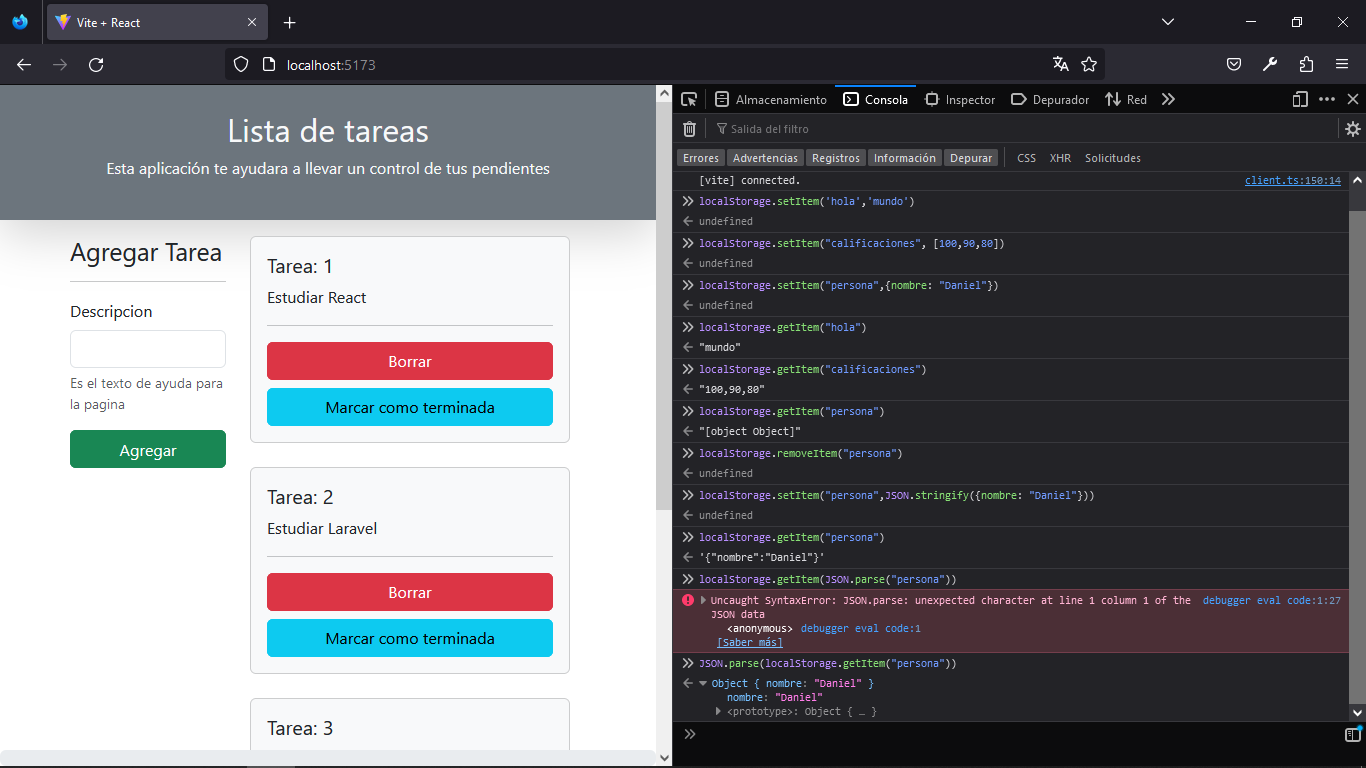 Vite + React
localhost:5173
Lista de tareas
Esta aplicación te ayudara a llevar un control de tus pendientes
Agregar Tarea
Descripcion
Es el texto de ayuda para
la pagina
Agregar
Tarea: 1
Estudiar React
Borrar
Marcar como terminada
Tarea: 2
Estudiar Laravel
Borrar
Marcar como terminada
Tarea: 3
Almacenamiento Consola Inspector Depurador Red
Salida del filtro
Errores Advertencias Registros Información Depurar CSS XHR Solicitudes
[vite] connected. client.ts:150:14
localStorage.setItem('hola','mundo')
undefined
localStorage.setItem("calificaciones", [100,90,80])
undefined
localStorage.setItem("persona",{nombre: "Daniel"})
undefined
localStorage.getItem("hola")
"mundo"
localStorage.getItem("calificaciones")
"100,90,80"
localStorage.getItem("persona")
"[object Object]"
localStorage.removeItem("persona")
undefined
localStorage.setItem("persona",JSON.stringify({nombre: "Daniel"}))
undefined
localStorage.getItem("persona")
'{"nombre":"Daniel"}'
localStorage.getItem(JSON.parse("persona"))
Uncaught SyntaxError: JSON.parse: unexpected character at line 1 column 1 of the debugger eval code:1:27
JSON data
<anonymous> debugger eval code:1
[Saber más]
JSON.parse(localStorage.getItem("persona"))
Object { nombre: "Daniel" }
nombre: "Daniel"
<prototype>: Object { … }